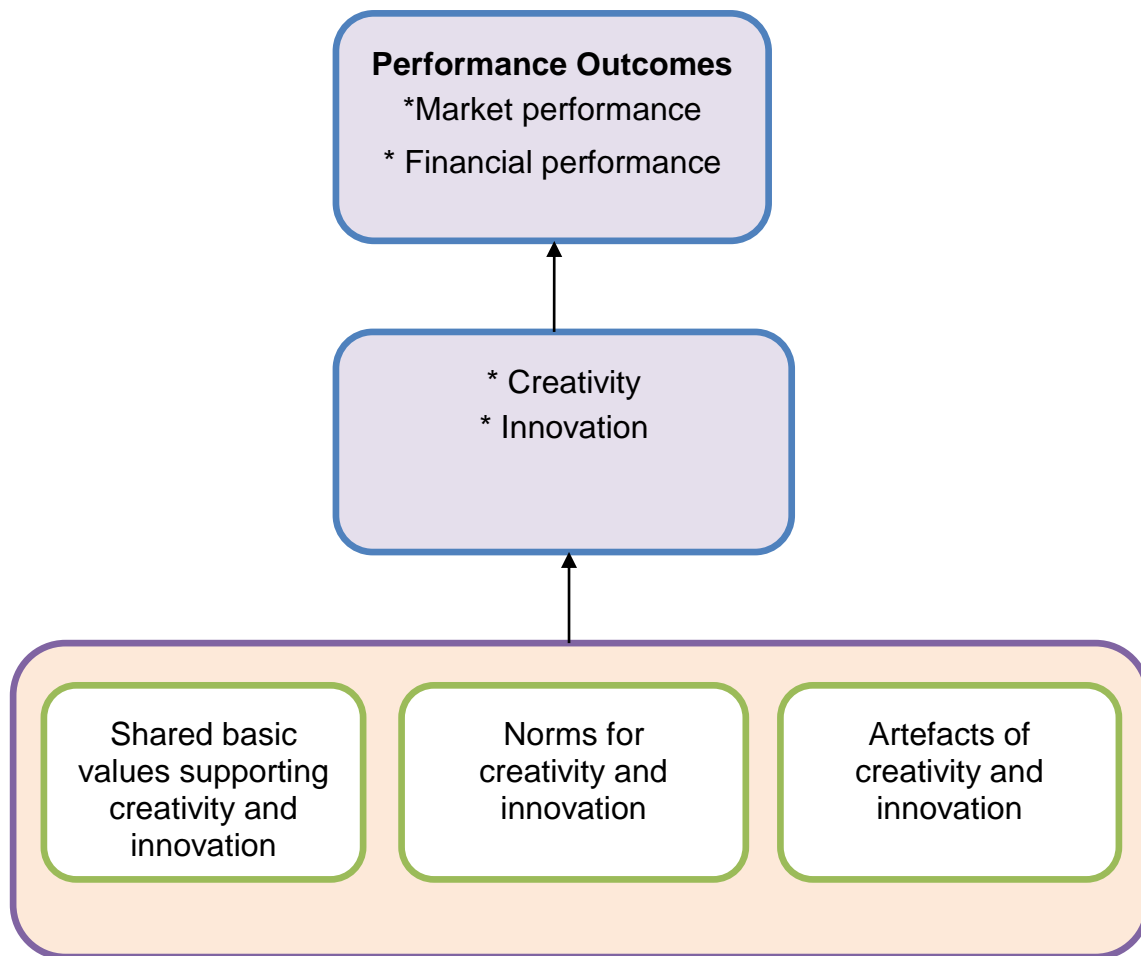 Performance Outcomes
*Market performance
* Financial performance
* Creativity
* Innovation
Shared basic
values supporting
creativity and
innovation
Norms for
creativity and
innovation
Artefacts of
creativity and
innovation